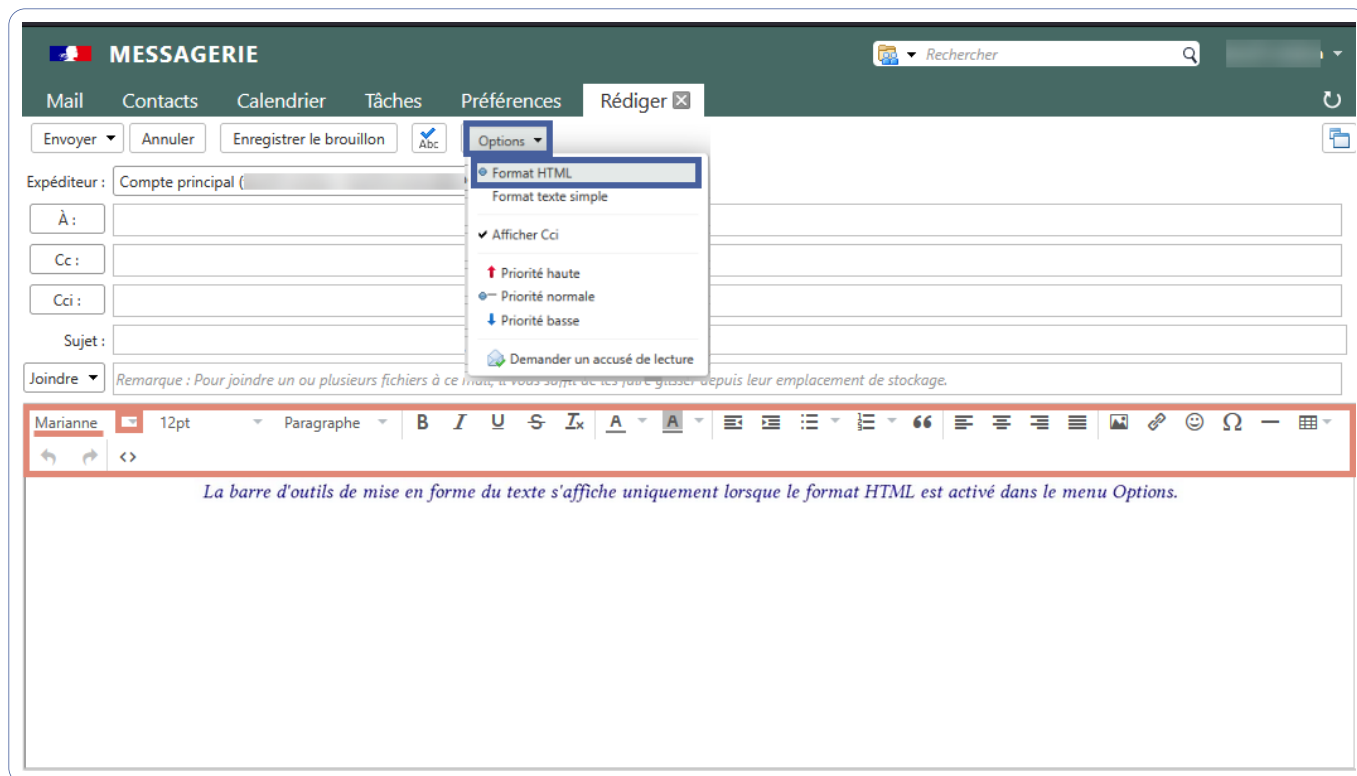 MESSAGERIE
Rechercher
Mail Contacts Calendrier Tâches Préférences Rédiger
Envoyer Annuler Enregistrer le brouillon Abc Options
Format HTML
Format texte simple
Afficher Cci
Priorité haute
Priorité normale
Priorité basse
Demander un accusé de lecture
Expéditeur : Compte principal (
À :
Cc :
Cci :
Sujet :
Joindre Remarque : Pour joindre un ou plusieurs fichiers à ce depuis leur emplacement de stockage.
Marianne 12pt Paragraphe B I U S Ix A A “ Ω
<>
La barre d'outils de mise en forme du texte s'affiche uniquement lorsque le format HTML est activé dans le menu Options.